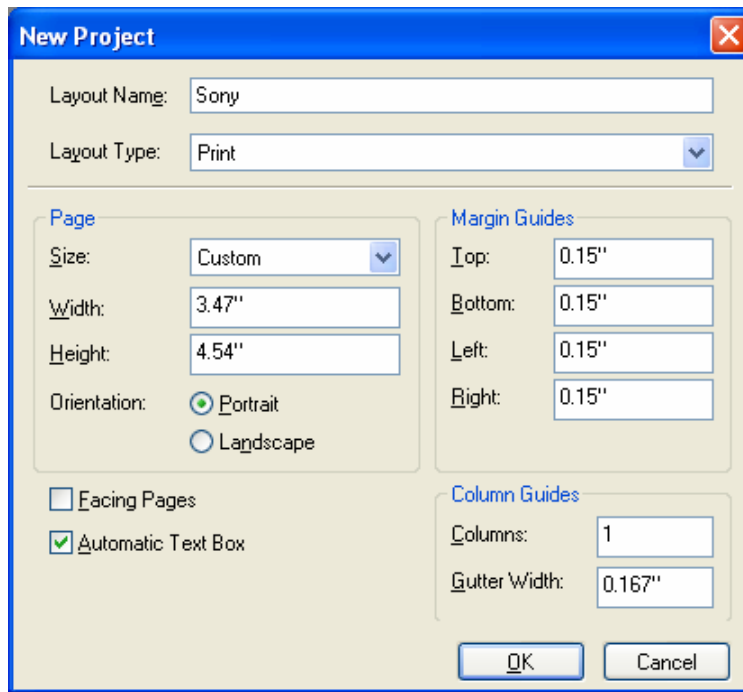 New Project
Layout Name: Sony
Layout Type: Print
Page
Size: Custom
Width: 3.47"
Height: 4.54"
Orientation: Portrait
Landscape
Margin Guides
Top: 0.15"
Bottom: 0.15"
Left: 0.15"
Right: 0.15"
Facing Pages
Automatic Text Box
Column Guides
Columns: 1
Gutter Width: 0.167"
OK Cancel